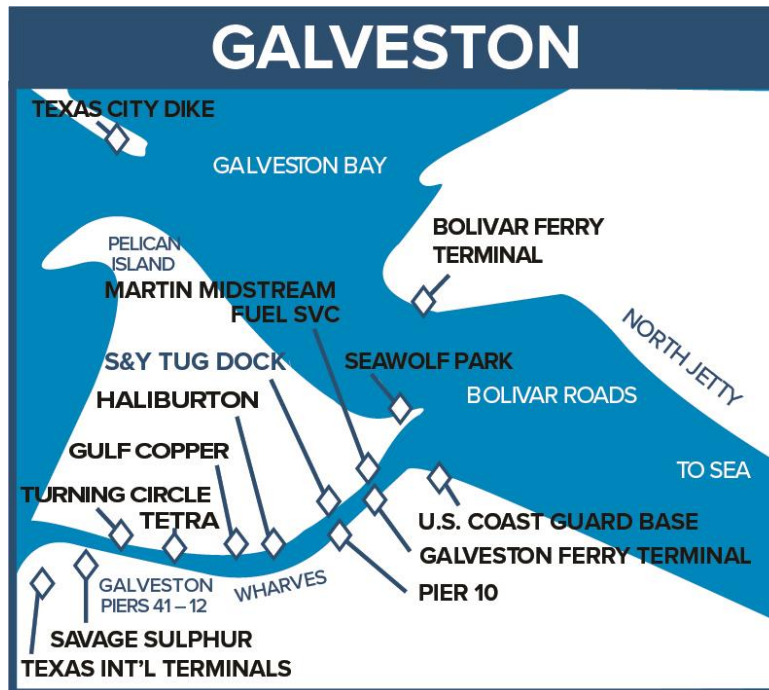 GALVESTON
TEXAS CITY DIKE
GALVESTON BAY
BOLIVAR FERRY
TERMINAL
PELICAN
ISLAND
MARTIN MIDSTREAM
FUEL SVC
NORTH JETTY
S&Y TUG DOCK
SEAWOLF PARK
HALIBURTON
BOLIVAR ROADS
GULF COPPER
TO SEA
TURNING CIRCLE
TETRA
U.S. COAST GUARD BASE
GALVESTON FERRY TERMINAL
PIER 10
GALVESTON
PIERS 41 – 12
WHARVES
SAVAGE SULPHUR
TEXAS INT'L TERMINALS